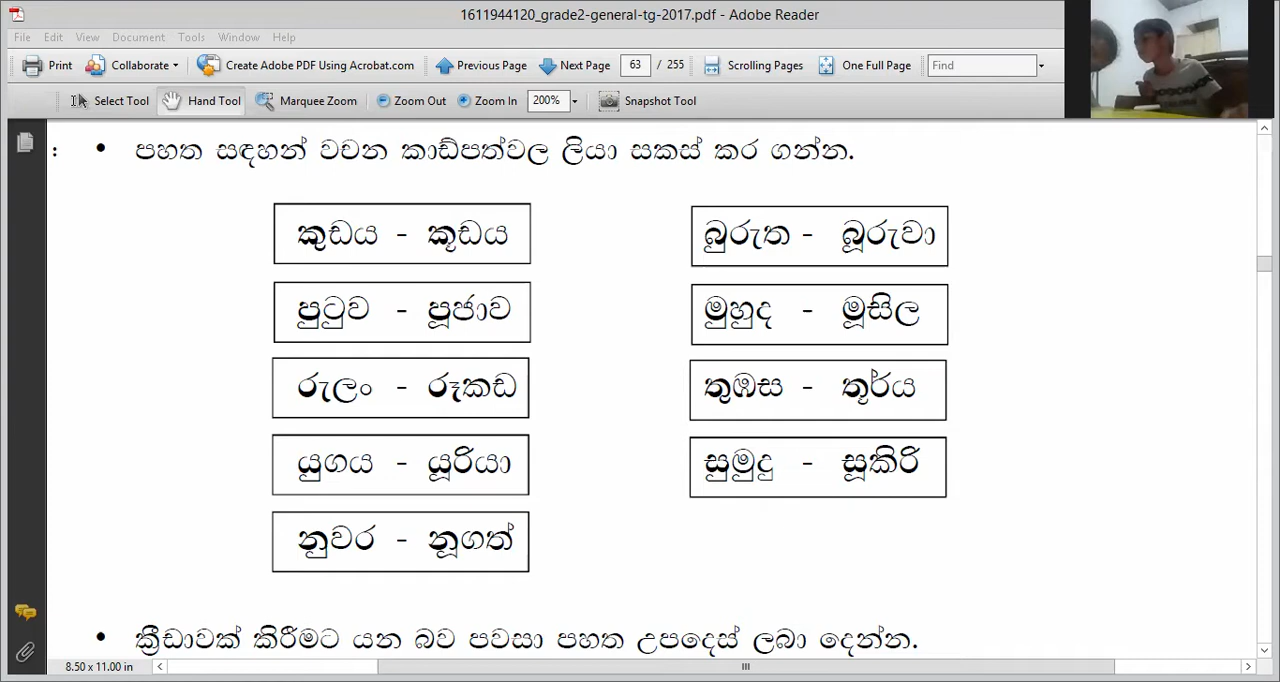 1611944120_grade2-general-tg-2017.pdf - Adobe Reader
File Edit View Document Tools Window Help
Print Collaborate Create Adobe PDF Using Acrobat.com Previous Page Next Page 63 / 255 Scrolling Pages One Full Page Find
Select Tool Hand Tool Marquee Zoom Zoom Out Zoom In 200% Snapshot Tool
: • පහත සඳහන් වචන කාඩ්පත්වල ලියා සකස් කර ගන්න.
කුඩය - කූඩය
බුරුත - බූරුවා
පුටුව - පූජාව
මුහුද - මූසිල
රුලං - රූකඩ
තුඹස - තූර්ය
යුගය - යූරියා
සුමුදු - සූකිරි
නුවර - නූගත්
• ක්‍රීඩාවක් කිරීමට යන බව පවසා පහත උපදෙස් ලබා දෙන්න.
8.50 x 11.00 in